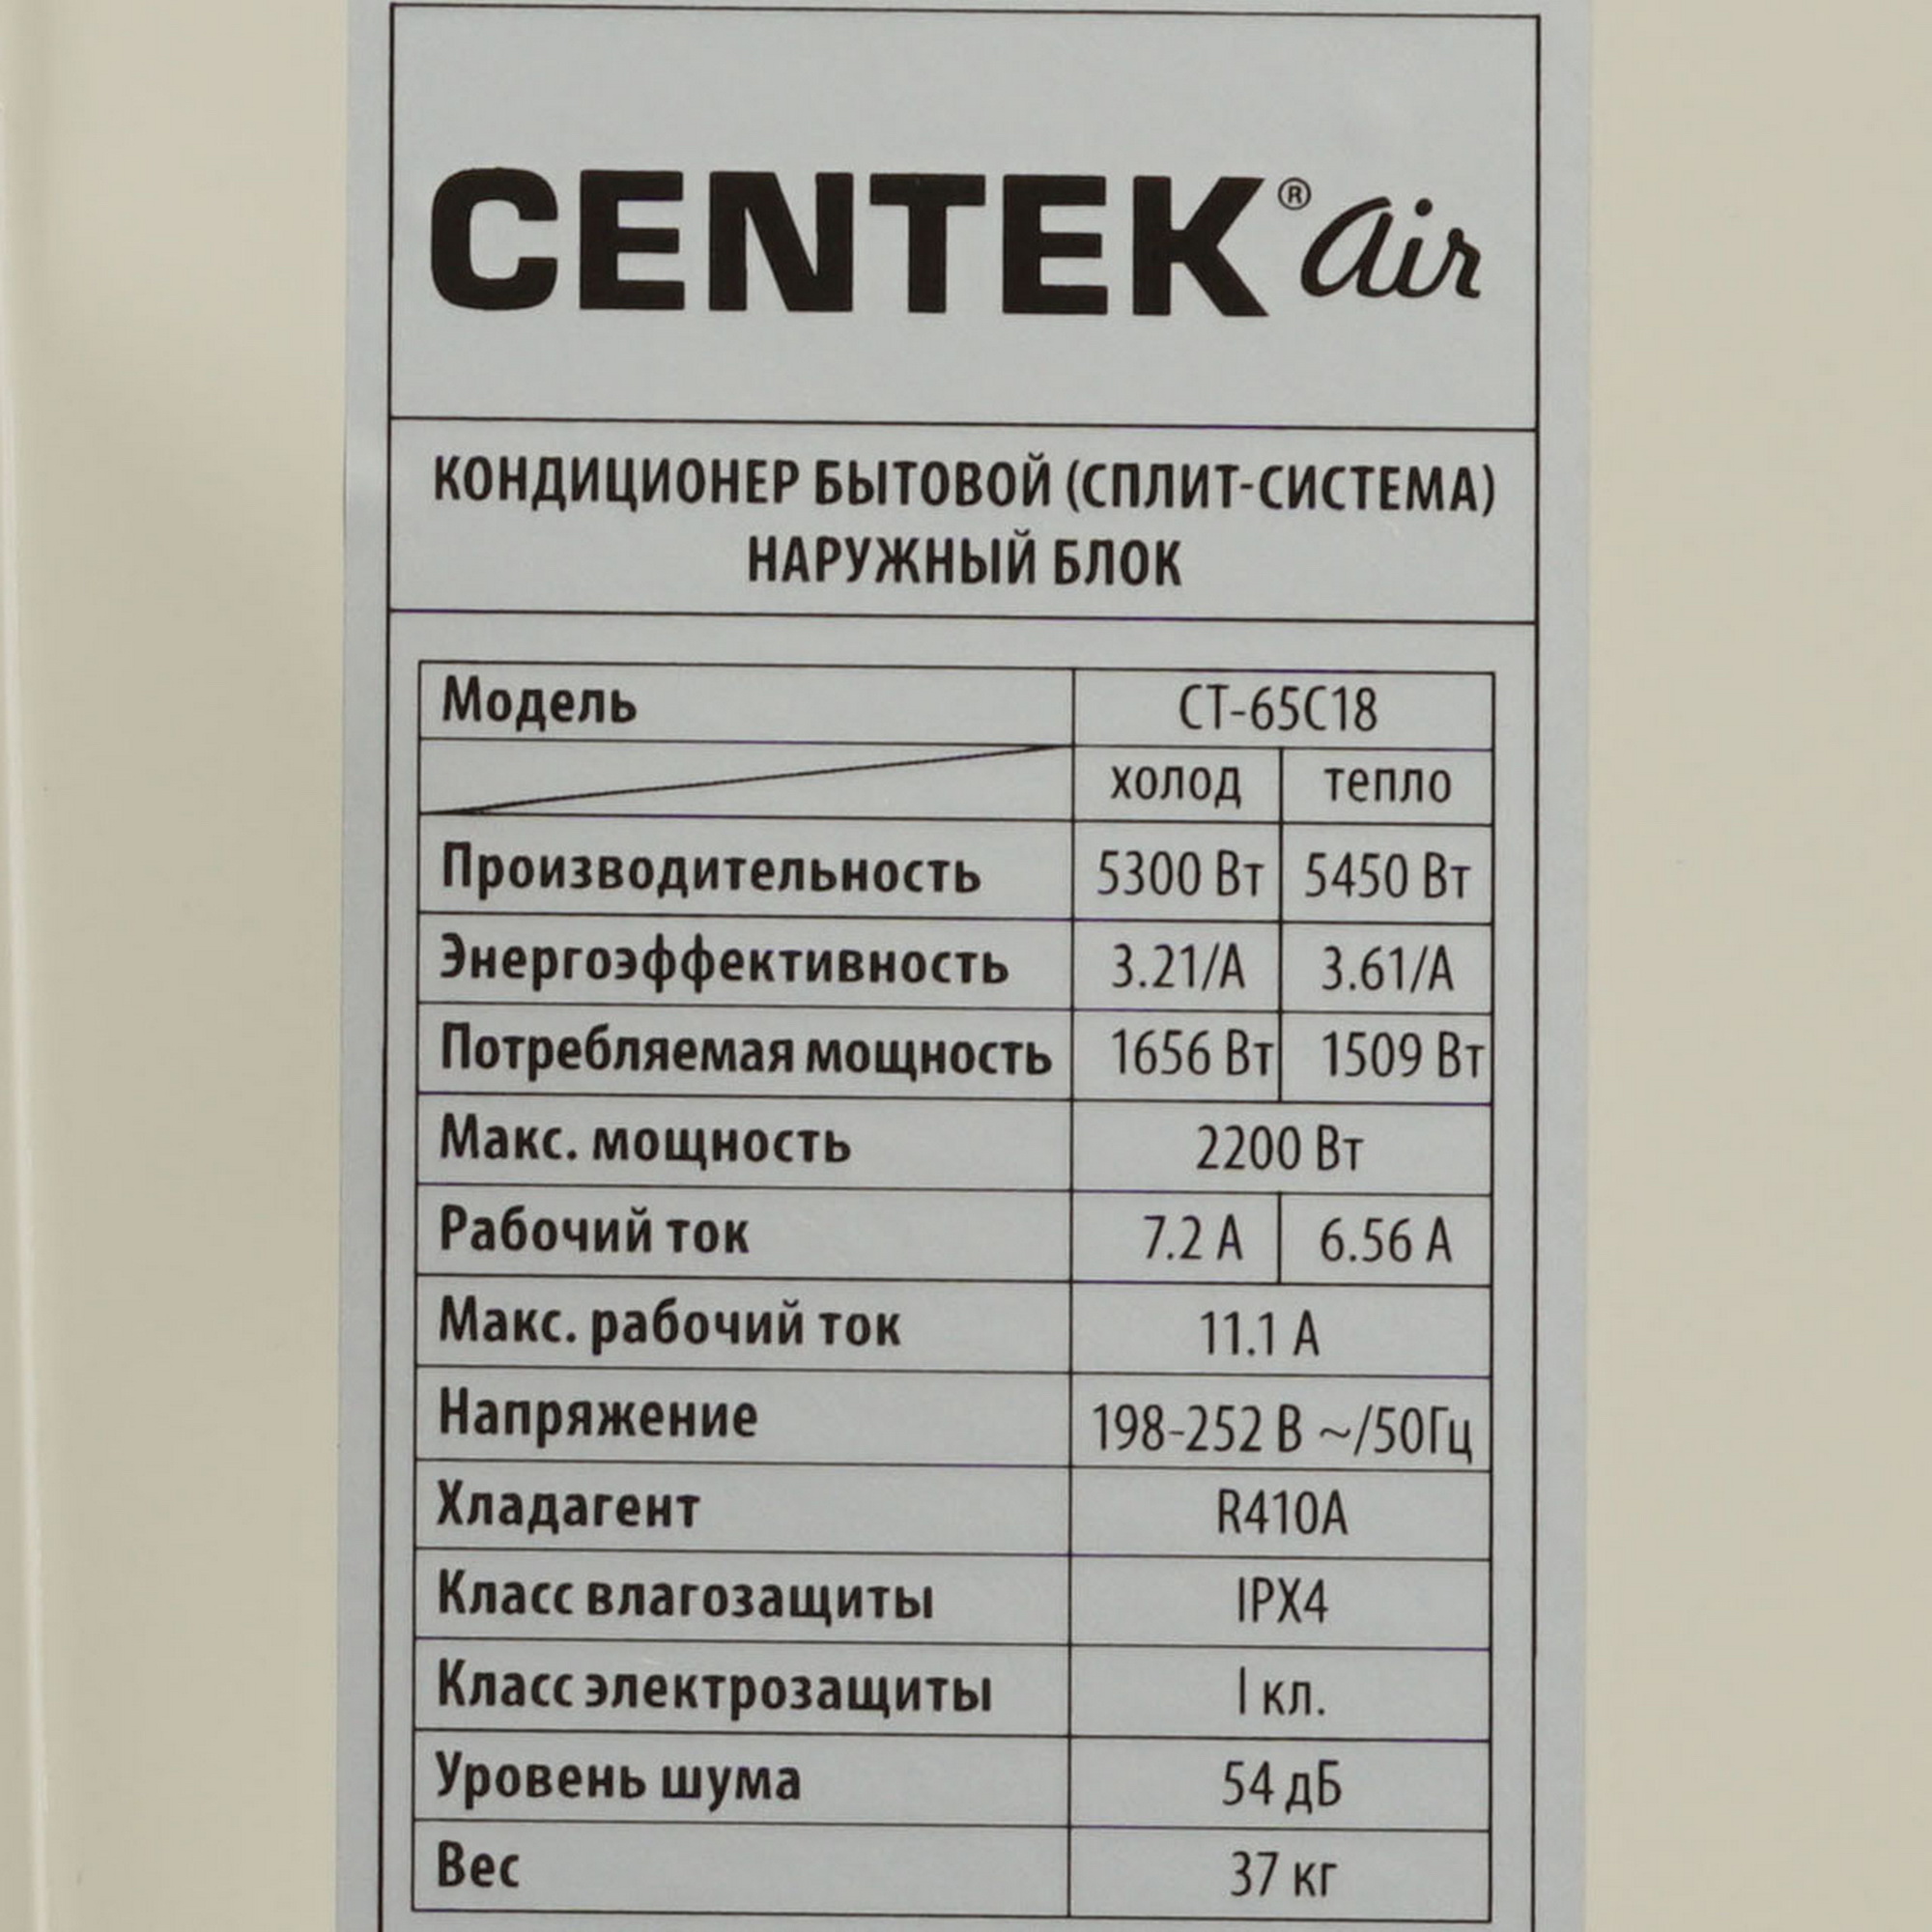 CENTEK® air
КОНДИЦИОНЕР БЫТОВОЙ (СПЛИТ-СИСТЕМА)
НАРУЖНЫЙ БЛОК
Модель СТ-65С18
холод тепло
Производительность 5300 Вт 5450 Вт
Энергоэффективность 3.21/А 3.61/А
Потребляемая мощность 1656 Вт 1509 Вт
Макс. мощность 2200 Вт
Рабочий ток 7.2 А 6.56 А
Макс. рабочий ток 11.1 А
Напряжение 198-252 В ~/50Гц
Хладагент R410A
Класс влагозащиты IPX4
Класс электрозащиты I кл.
Уровень шума 54 дБ
Вес 37 кг